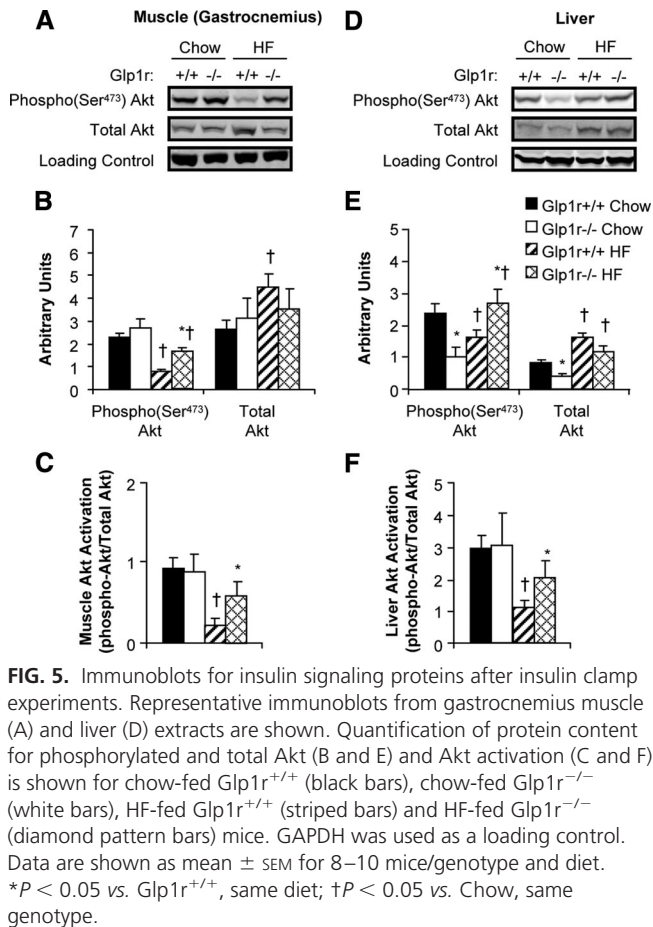 A
Muscle (Gastrocnemius)
Chow HF
Glp1r: +/+ -/- +/+ -/-
Phospho(Ser⁴⁷³) Akt
Total Akt
Loading Control
D
Liver
Chow HF
Glp1r: +/+ -/- +/+ -/-
Phospho(Ser⁴⁷³) Akt
Total Akt
Loading Control
B
Arbitrary Units
7
6
5
4
3
2
1
0
† *† †
Phospho(Ser⁴⁷³) Total
Akt Akt
E
Glp1r+/+ Chow
Glp1r-/- Chow
Glp1r+/+ HF
Glp1r-/- HF
Arbitrary Units
5
4
3
2
1
0
* † *† * † †
Phospho(Ser⁴⁷³) Total
Akt Akt
C
Muscle Akt Activation
(phospho-Akt/Total Akt)
2
1
0
† *
F
Liver Akt Activation
(phospho-Akt/Total Akt)
5
4
3
2
1
0
† *
FIG. 5. Immunoblots for insulin signaling proteins after insulin clamp
experiments. Representative immunoblots from gastrocnemius muscle
(A) and liver (D) extracts are shown. Quantification of protein content
for phosphorylated and total Akt (B and E) and Akt activation (C and F)
is shown for chow-fed Glp1r⁺/⁺ (black bars), chow-fed Glp1r⁻/⁻
(white bars), HF-fed Glp1r⁺/⁺ (striped bars) and HF-fed Glp1r⁻/⁻
(diamond pattern bars) mice. GAPDH was used as a loading control.
Data are shown as mean ± SEM for 8–10 mice/genotype and diet.
*P < 0.05 vs. Glp1r⁺/⁺, same diet; †P < 0.05 vs. Chow, same
genotype.